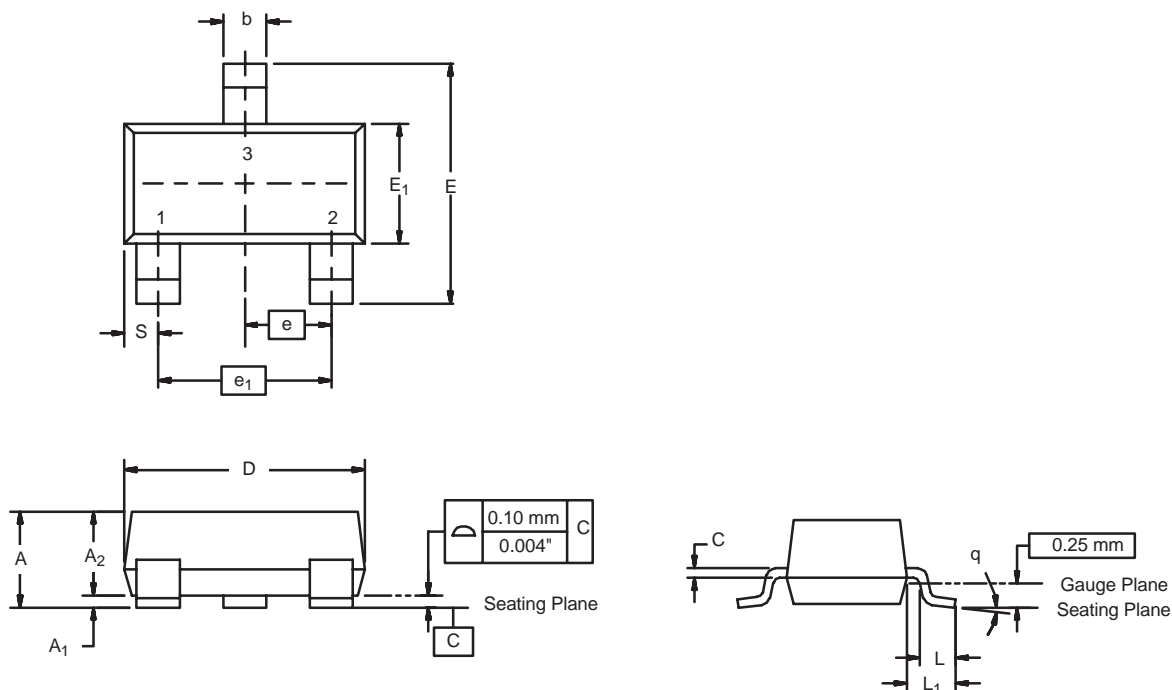 b
3
E1
E
1
2
S
e
e1
D
A
A2
0.10 mm
C
0.004"
Seating Plane
A1
C
C
q
0.25 mm
Gauge Plane
Seating Plane
L
L1